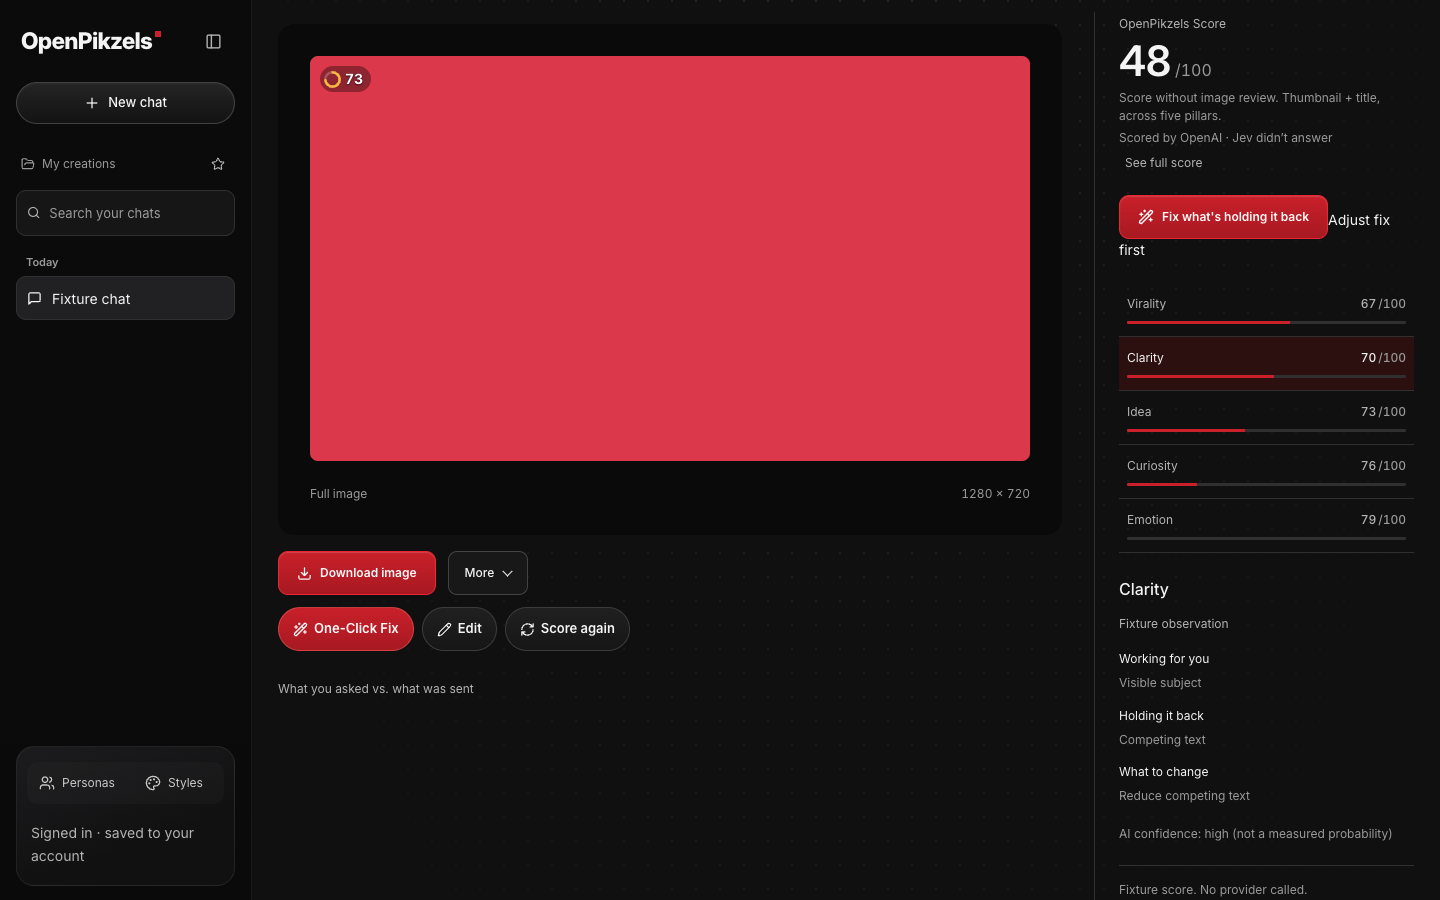 OpenPikzels
New chat
My creations
Search your chats
Today
Fixture chat
Personas
Styles
Signed in · saved to your
account
73
Full image
1280 × 720
Download image
More
One-Click Fix
Edit
Score again
What you asked vs. what was sent
OpenPikzels Score
48 /100
Score without image review. Thumbnail + title,
across five pillars.
Scored by OpenAI · Jev didn’t answer
See full score
Fix what's holding it back
Adjust fix
first
Virality 67/100
Clarity 70/100
Idea 73/100
Curiosity 76/100
Emotion 79/100
Clarity
Fixture observation
Working for you
Visible subject
Holding it back
Competing text
What to change
Reduce competing text
AI confidence: high (not a measured probability)
Fixture score. No provider called.